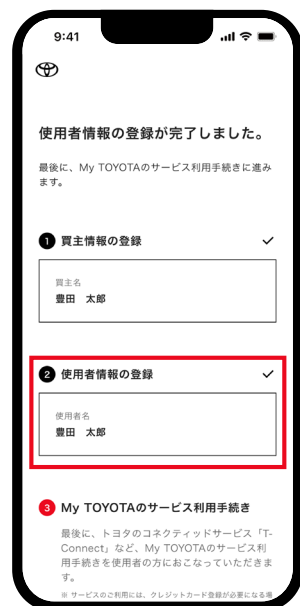 9:41
使用者情報の登録が完了しました。
最後に、My TOYOTAのサービス利用手続きに進み
ます。
1 買主情報の登録
買主名
豊田　太郎
2 使用者情報の登録
使用者名
豊田　太郎
3 My TOYOTAのサービス利用手続き
最後に、トヨタのコネクティッドサービス「T-
Connect」など、My TOYOTAのサービス利
用手続きを使用者の方におこなっていただきま
す。
※ サービスのご利用には、クレジットカード登録が必要になる場